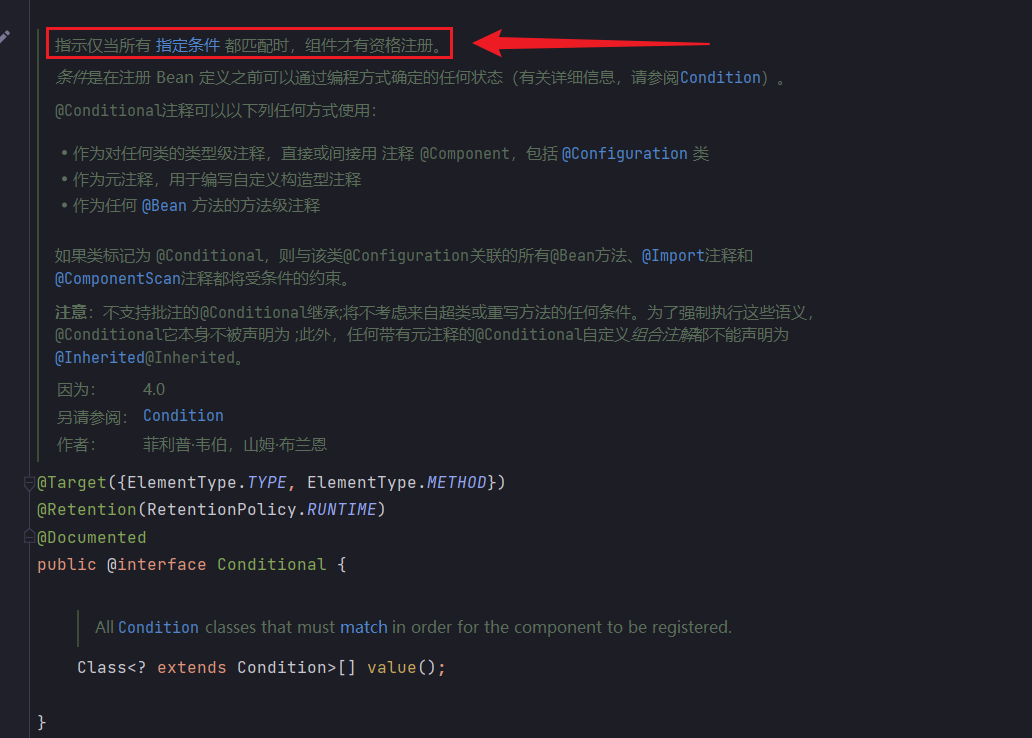 指示仅当所有 指定条件 都匹配时，组件才有资格注册。
条件是在注册 Bean 定义之前可以通过编程方式确定的任何状态（有关详细信息，请参阅Condition）。
@Conditional注释可以以下列任何方式使用：
• 作为对任何类的类型级注释，直接或间接用 注释 @Component，包括 @Configuration 类
• 作为元注释，用于编写自定义构造型注释
• 作为任何 @Bean 方法的方法级注释
如果类标记为 @Conditional，则与该类@Configuration关联的所有@Bean方法、@Import注释和
@ComponentScan注释都将受条件的约束。
注意：不支持批注的@Conditional继承;将不考虑来自超类或重写方法的任何条件。为了强制执行这些语义，
@Conditional它本身不被声明为 ;此外，任何带有元注释的@Conditional自定义组合注解都不能声明为
@Inherited@Inherited。
因为： 4.0
另请参阅： Condition
作者： 菲利普·韦伯，山姆·布兰恩
@Target({ElementType.TYPE, ElementType.METHOD})
@Retention(RetentionPolicy.RUNTIME)
@Documented
public @interface Conditional {
All Condition classes that must match in order for the component to be registered.
Class<? extends Condition>[] value();
}